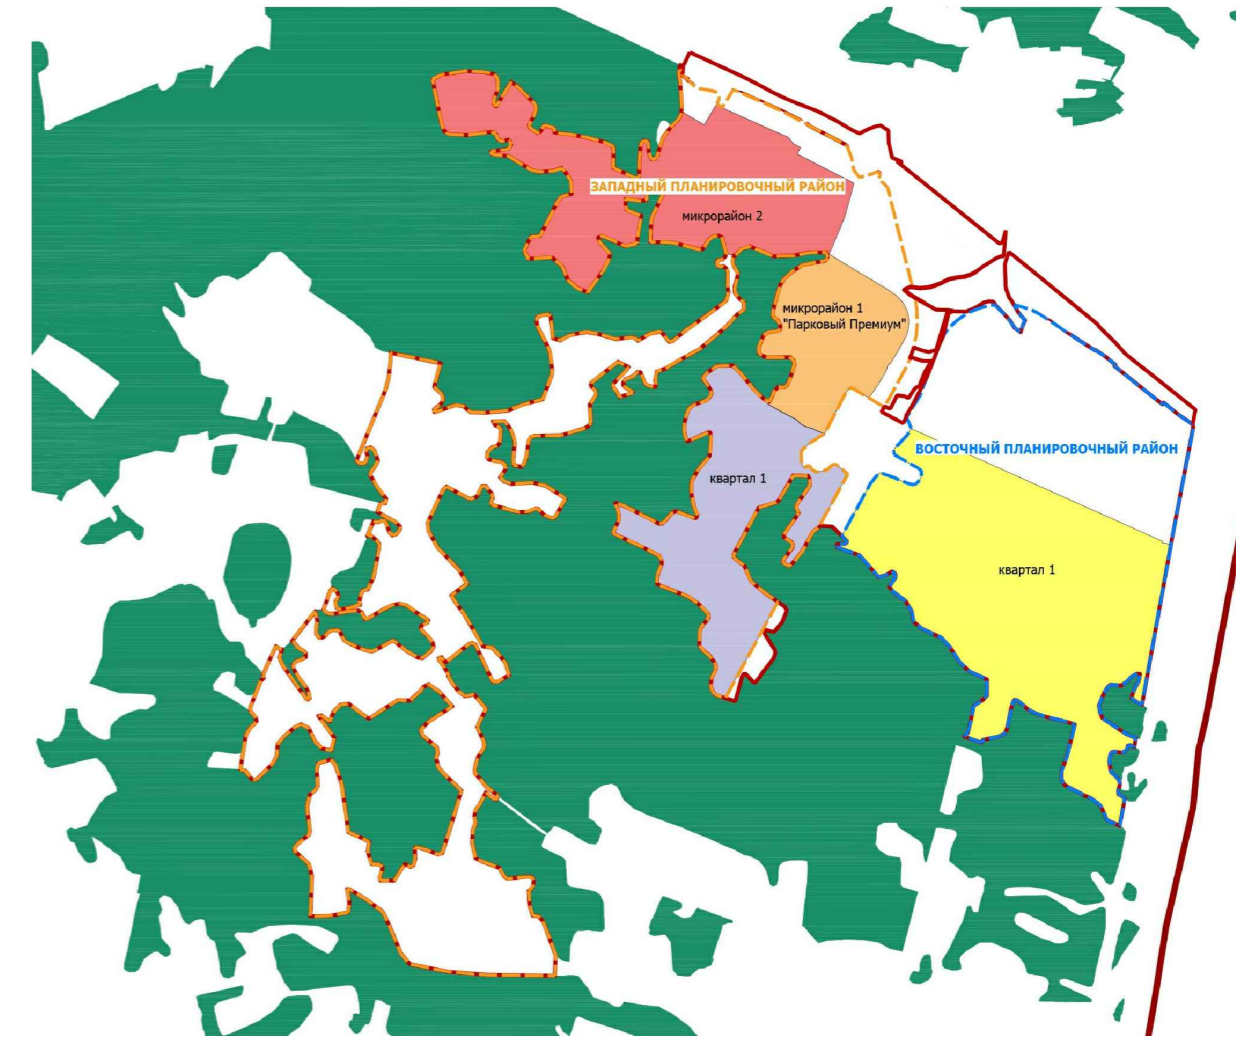 ЗАПАДНЫЙ ПЛАНИРОВОЧНЫЙ РАЙОН
микрорайон 2
микрорайон 1
"Парковый Премиум"
ВОСТОЧНЫЙ ПЛАНИРОВОЧНЫЙ РАЙОН
квартал 1
квартал 1